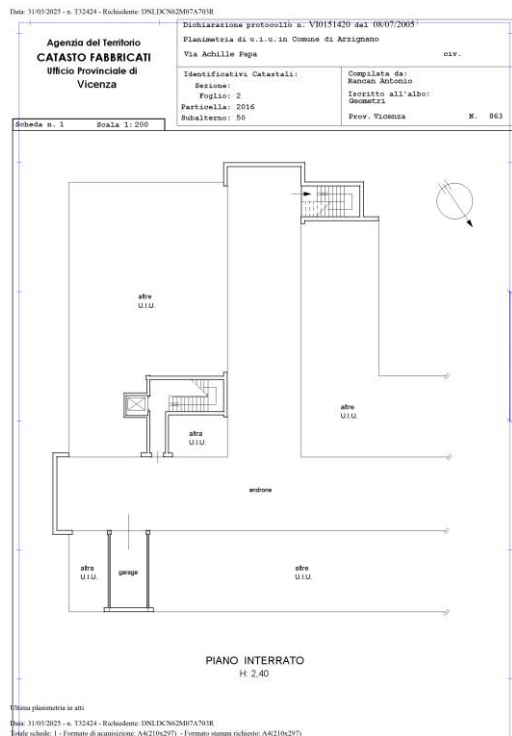 Data: 31/03/2025 - n. T32424 - Richiedente: DNLDCN62M07A703R
Agenzia del Territorio
CATASTO FABBRICATI
Ufficio Provinciale di
Vicenza
Dichiarazione protocollo n. VI0151420 del 08/07/2005
Planimetria di u.i.u. in Comune di Arzignano
Via Achille Papa civ.
Identificativi Catastali:
Sezione:
Foglio: 2
Particella: 2016
Subalterno: 50
Compilata da:
Rancan Antonio
Iscritto all'albo:
Geometri
Prov. Vicenza N. 863
Scheda n. 1 Scala 1:200
altre
U.I.U.
altre
U.I.U.
altra
U.I.U.
androne
altra
U.I.U.
garage
altre
U.I.U.
PIANO INTERRATO
H: 2,40
Ultima planimetria in atti
Data: 31/03/2025 - n. T32424 - Richiedente: DNLDCN62M07A703R
Totale schede: 1 - Formato di acquisizione: A4(210x297) - Formato stampa richiesto: A4(210x297)